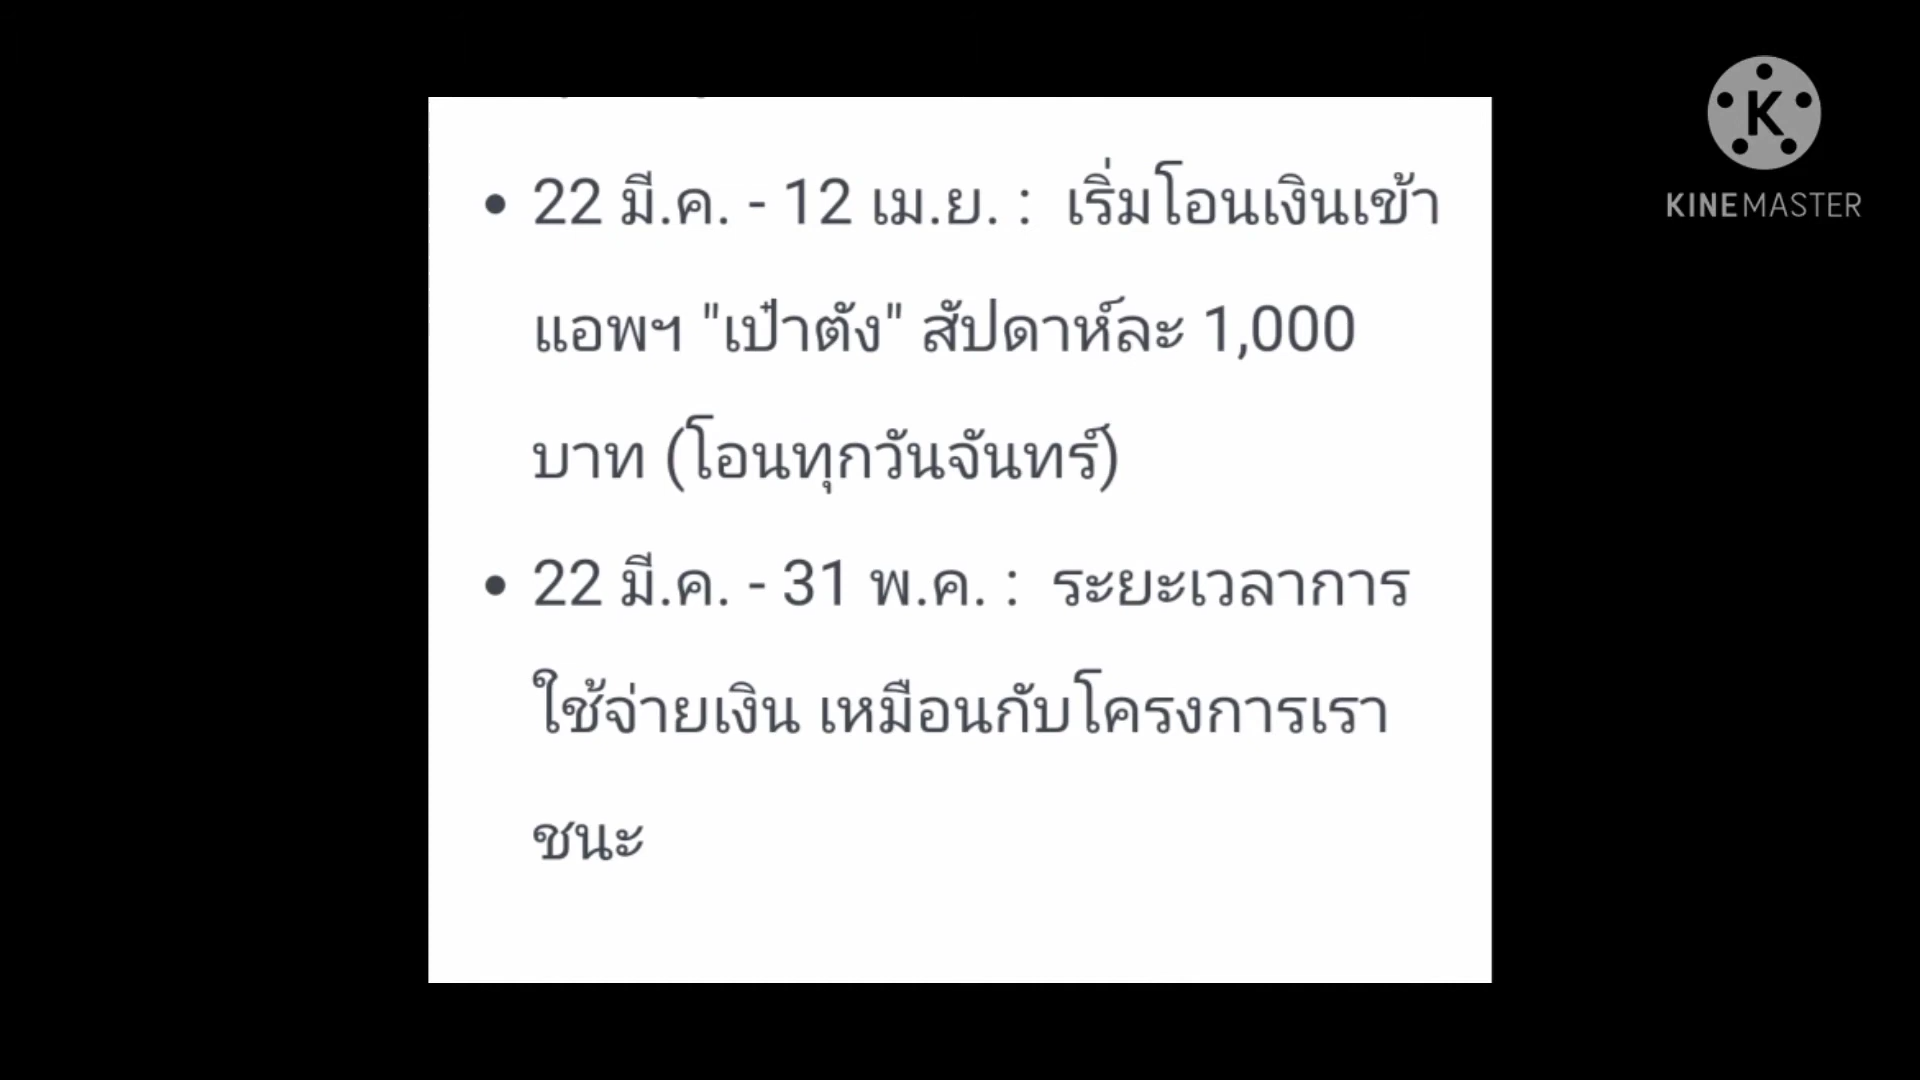 K
KINEMASTER
• 22 มี.ค. - 12 เม.ย. : เริ่มโอนเงินเข้า
แอพฯ "เป๋าตัง" สัปดาห์ละ 1,000
บาท (โอนทุกวันจันทร์)
• 22 มี.ค. - 31 พ.ค. : ระยะเวลาการ
ใช้จ่ายเงิน เหมือนกับโครงการเรา
ชนะ